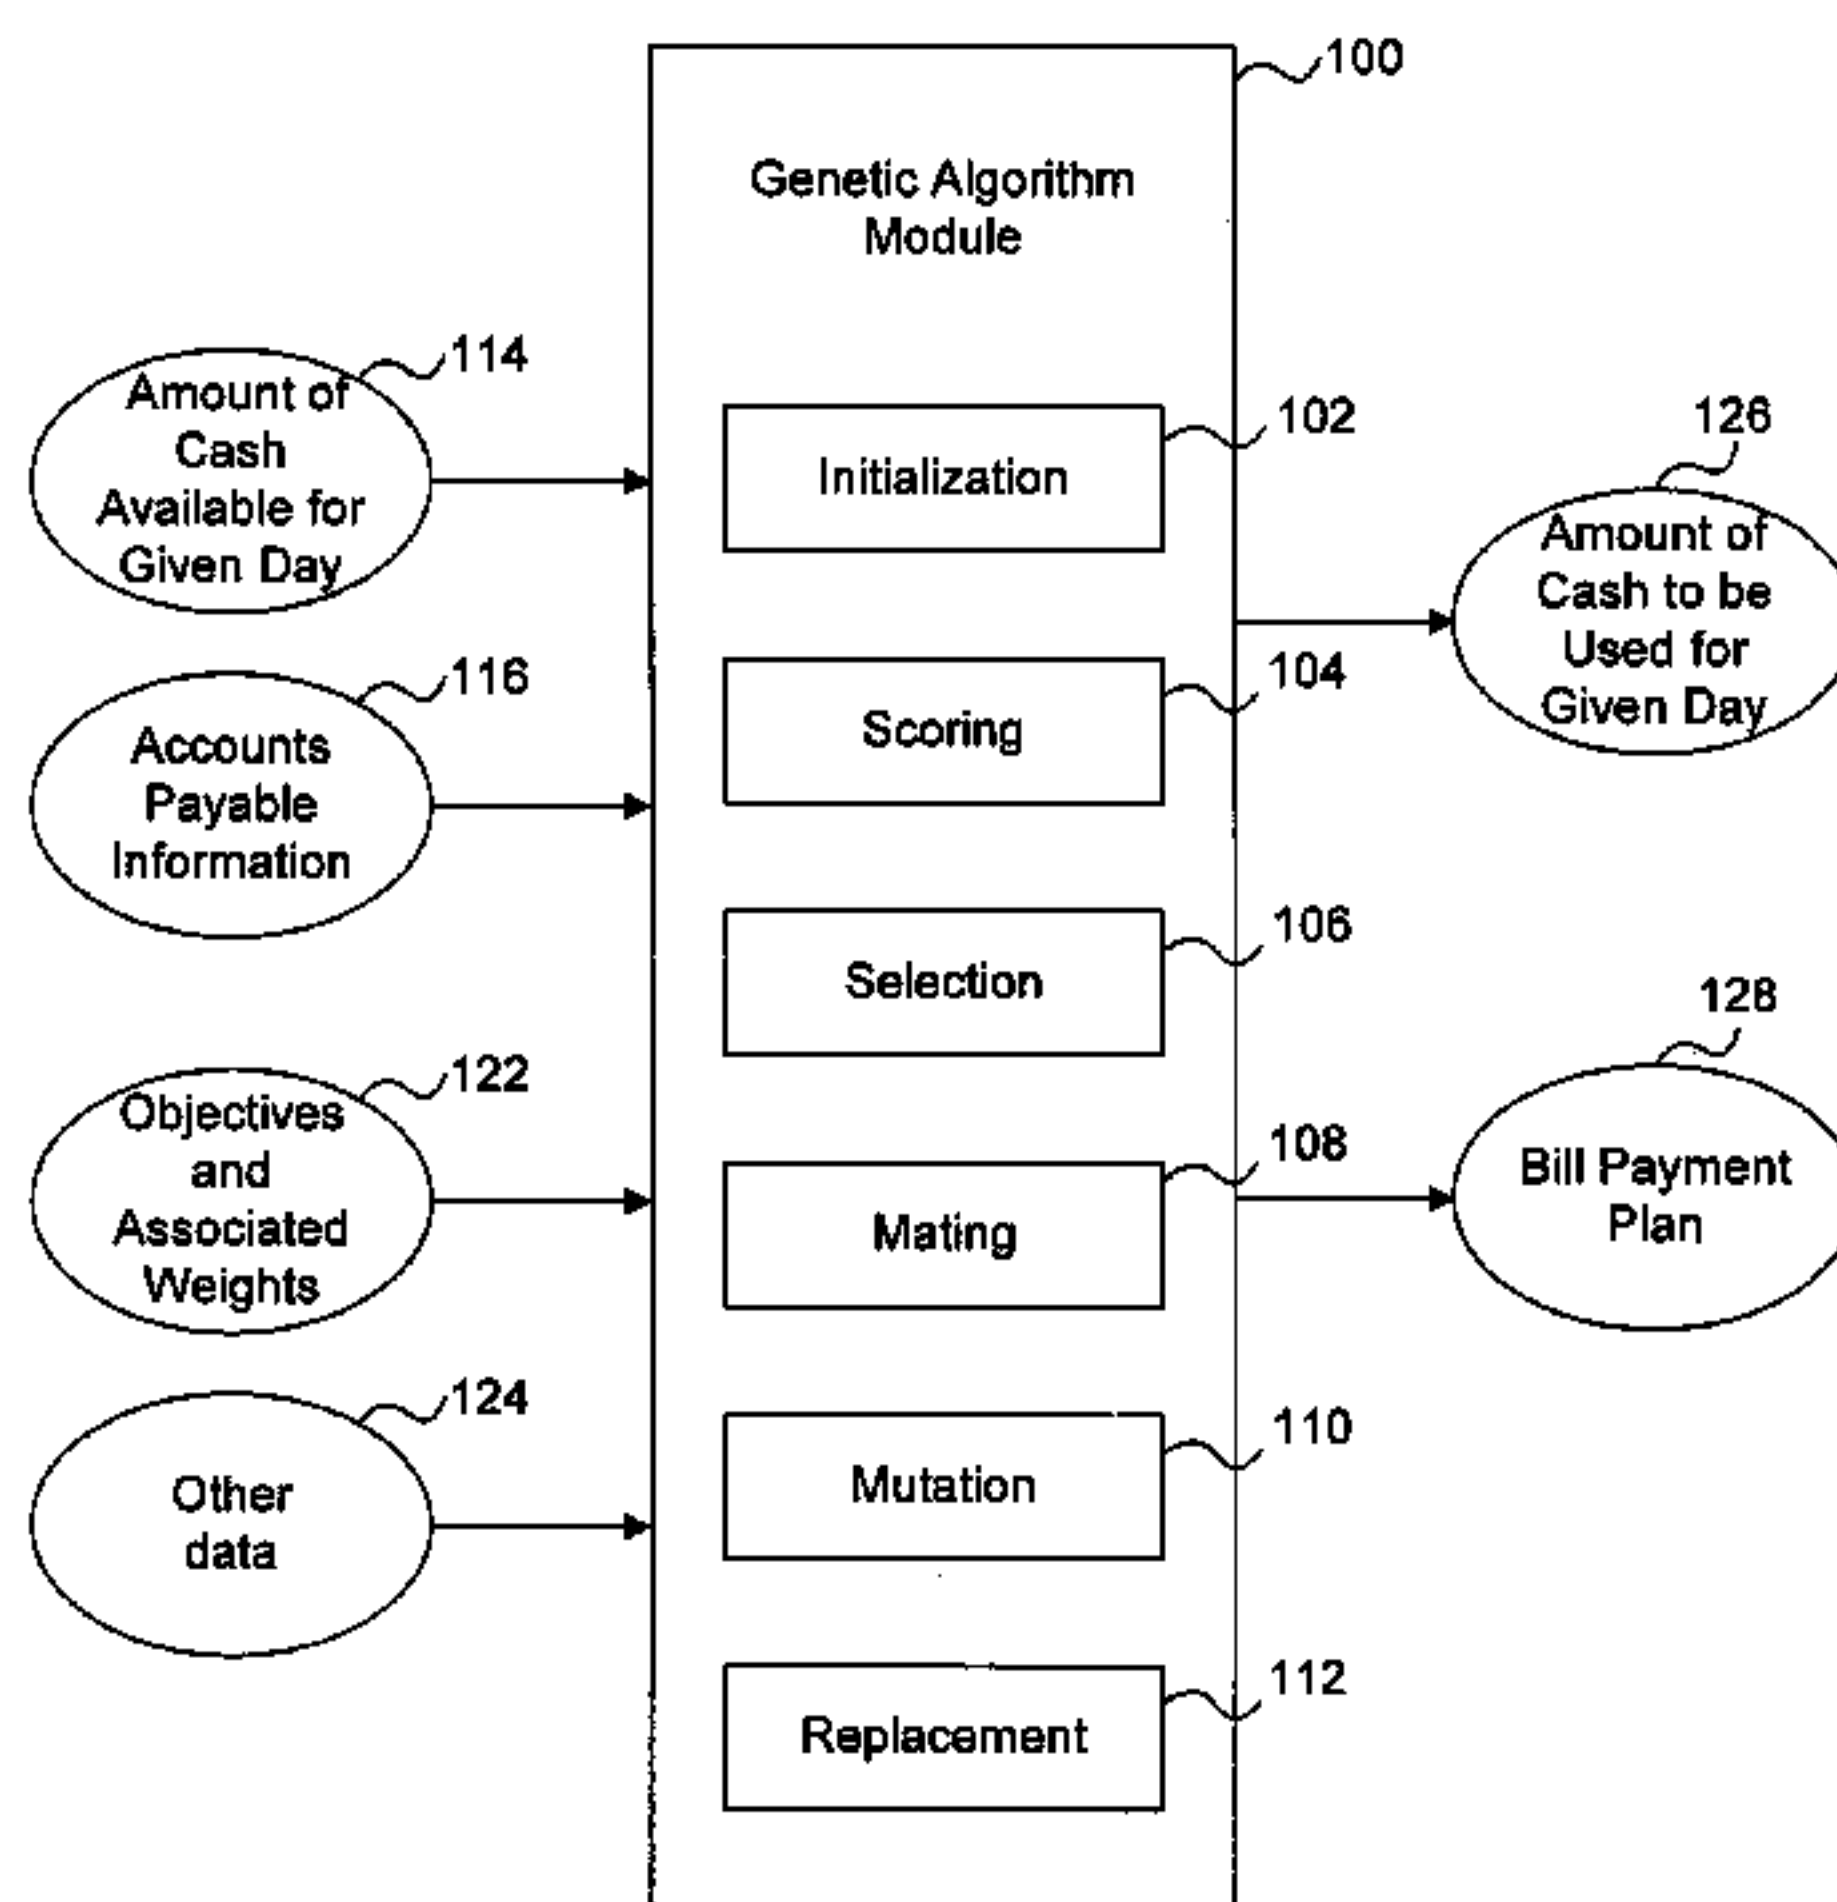 100
Genetic Algorithm
Module
114
Amount of
Cash
Available for
Given Day
116
Accounts
Payable
Information
122
Objectives
and
Associated
Weights
124
Other
data
102
Initialization
104
Scoring
106
Selection
108
Mating
110
Mutation
112
Replacement
126
Amount of
Cash to be
Used for
Given Day
128
Bill Payment
Plan